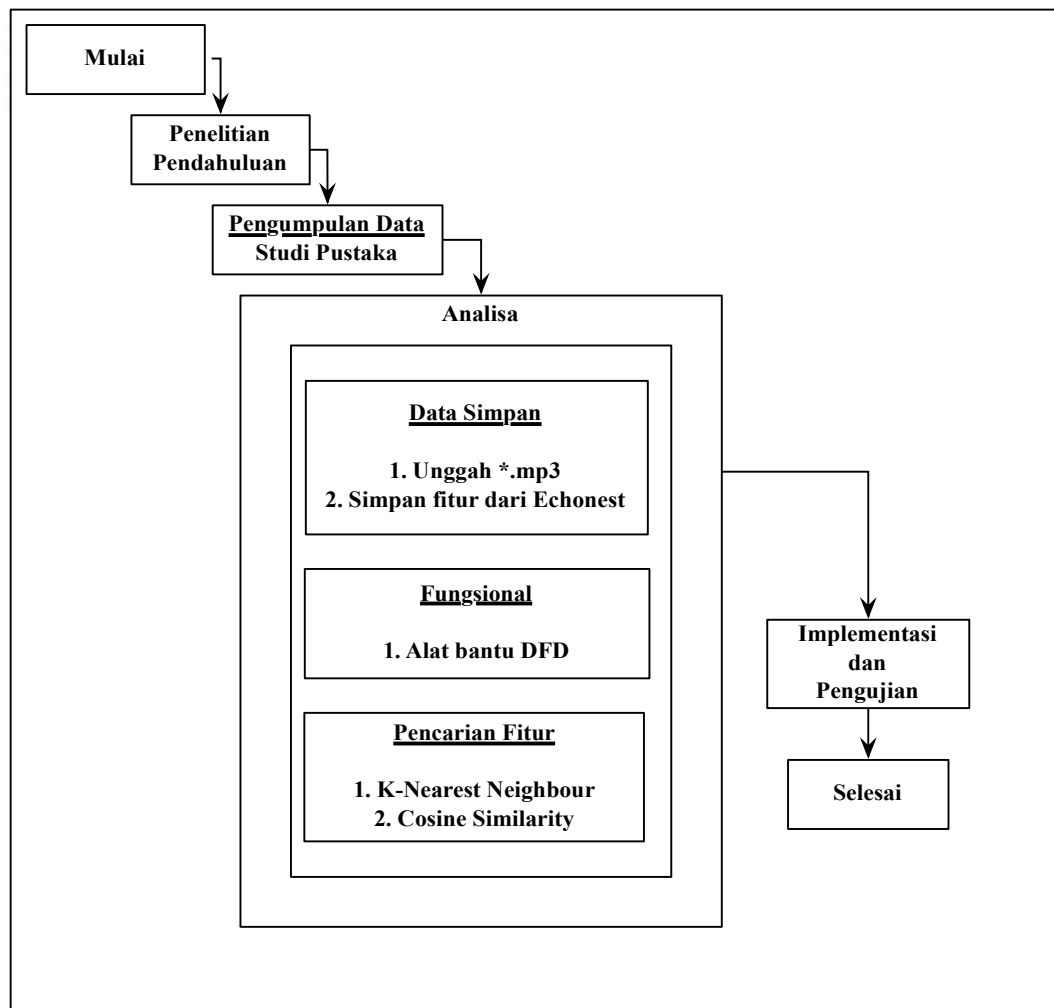 Mulai
Penelitian
Pendahuluan
Pengumpulan Data
Studi Pustaka
Analisa
Data Simpan
1. Unggah *.mp3
2. Simpan fitur dari Echonest
Fungsional
1. Alat bantu DFD
Pencarian Fitur
1. K-Nearest Neighbour
2. Cosine Similarity
Implementasi
dan
Pengujian
Selesai